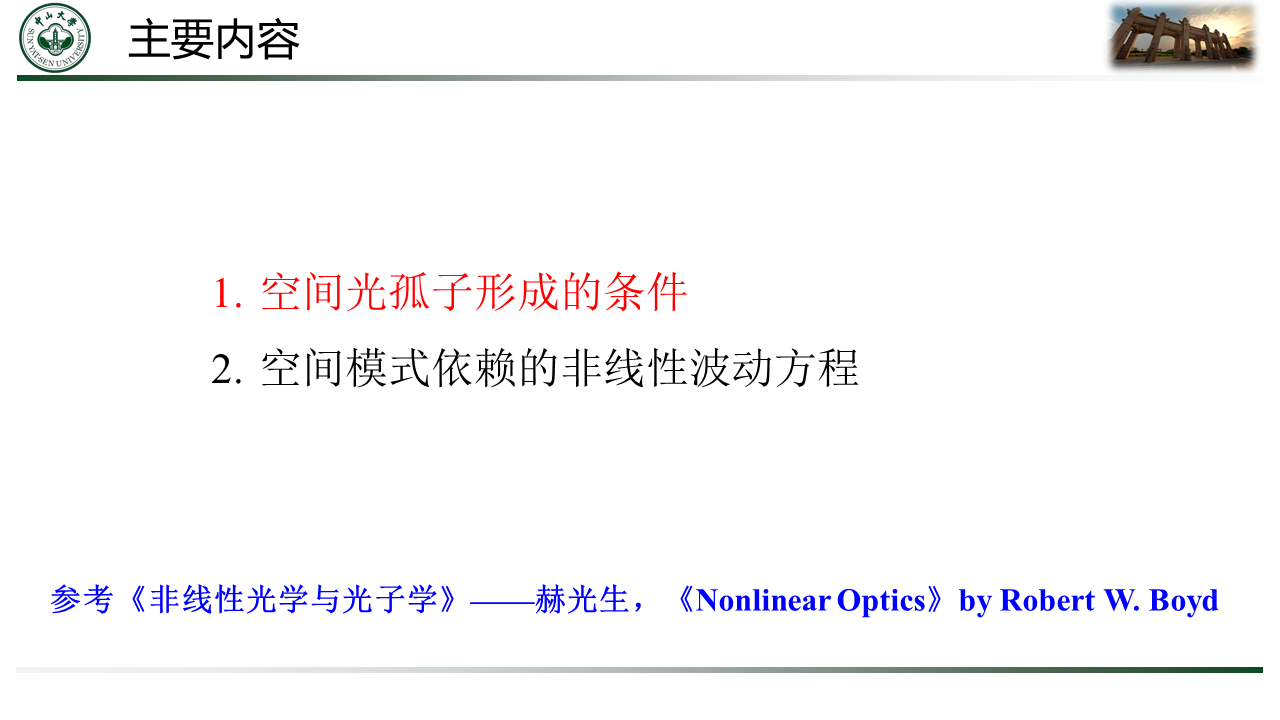 中山大学
SUN YAT-SEN UNIVERSITY
主要内容
1. 空间光孤子形成的条件
2. 空间模式依赖的非线性波动方程
参考《非线性光学与光子学》——赫光生，《Nonlinear Optics》by Robert W. Boyd